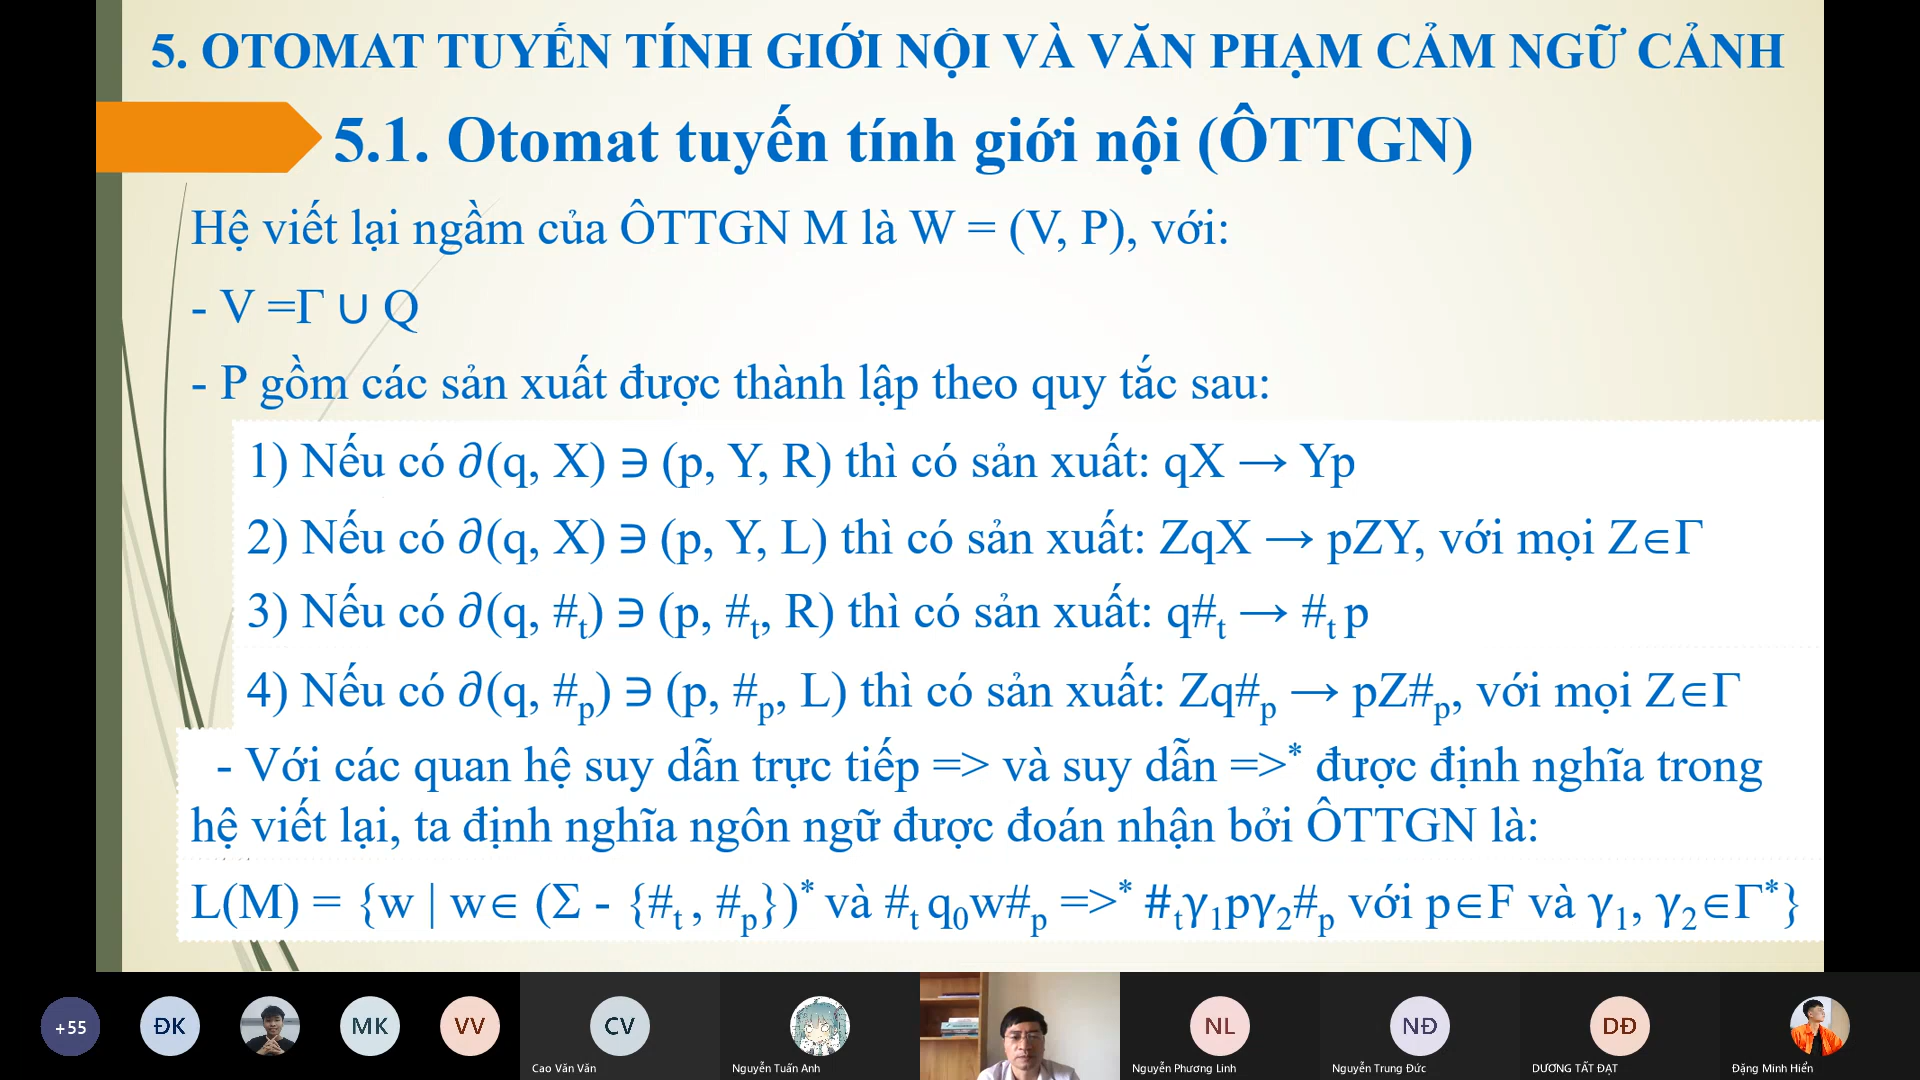 5. OTOMAT TUYẾN TÍNH GIỚI NỘI VÀ VĂN PHẠM CẢM NGỮ CẢNH
5.1. Otomat tuyến tính giới nội (ÔTTGN)
Hệ viết lại ngầm của ÔTTGN M là W = (V, P), với:
- V =Γ ∪ Q
- P gồm các sản xuất được thành lập theo quy tắc sau:
1) Nếu có ∂(q, X) ∋ (p, Y, R) thì có sản xuất: qX → Yp
2) Nếu có ∂(q, X) ∋ (p, Y, L) thì có sản xuất: ZqX → pZY, với mọi Z∈Γ
3) Nếu có ∂(q, #ₜ) ∋ (p, #ₜ, R) thì có sản xuất: q#ₜ → #ₜ p
4) Nếu có ∂(q, #ₚ) ∋ (p, #ₚ, L) thì có sản xuất: Zq#ₚ → pZ#ₚ, với mọi Z∈Γ
- Với các quan hệ suy dẫn trực tiếp => và suy dẫn =>* được định nghĩa trong
hệ viết lại, ta định nghĩa ngôn ngữ được đoán nhận bởi ÔTTGN là:
L(M) = {w | w∈ (Σ - {#ₜ , #ₚ})* và #ₜ q₀w#ₚ =>* #ₜγ₁pγ₂#ₚ với p∈F và γ₁, γ₂∈Γ*}
+55
ĐK
MK
VV
CV
NL
NĐ
DĐ
Cao Văn Văn
Nguyễn Tuấn Anh
Nguyễn Phương Linh
Nguyễn Trung Đức
DƯƠNG TẤT ĐẠT
Đặng Minh Hiển